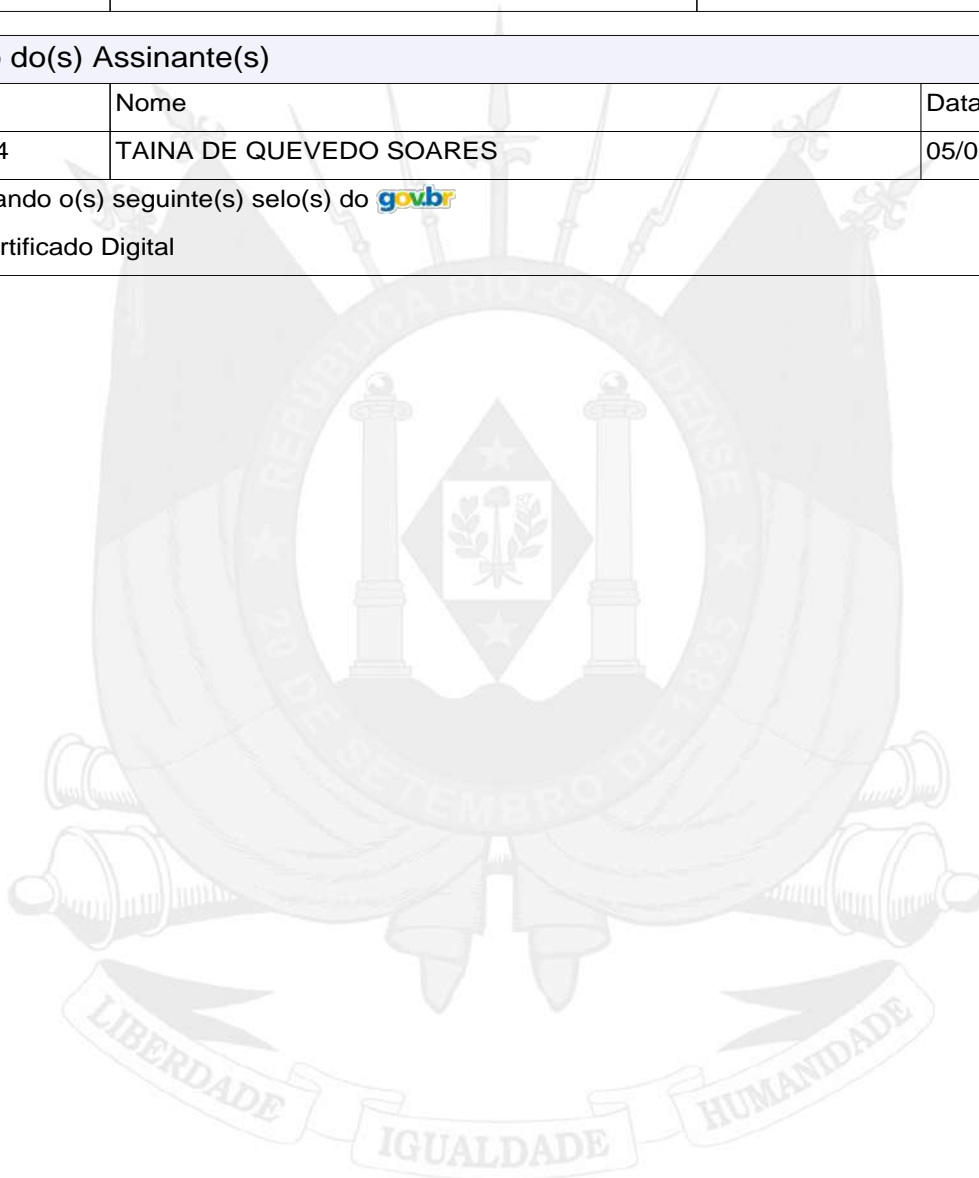 do(s) Assinante(s)
Nome
Data
4
TAINA DE QUEVEDO SOARES
05/0
ando o(s) seguinte(s) selo(s) do gov.br
rtificado Digital
REPÚBLICA RIO-GRANDENSE
20 DE SETEMBRO DE 1835
LIBERDADE
IGUALDADE
HUMANIDADE